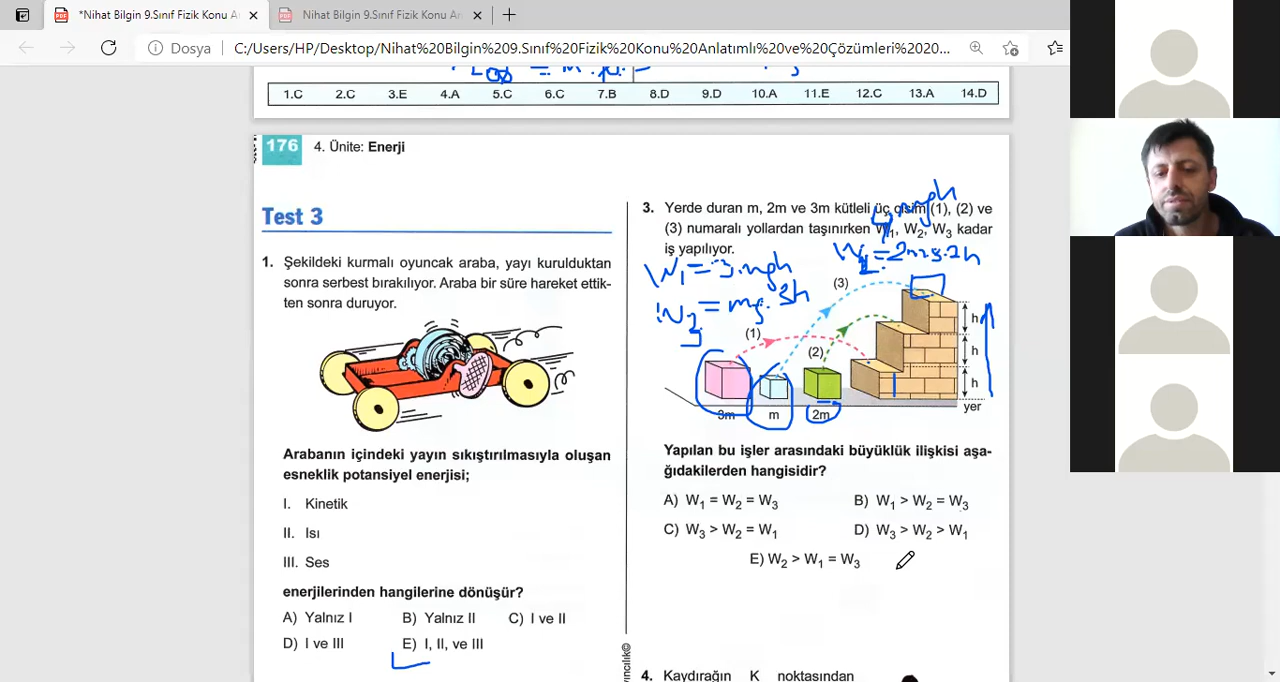 *Nihat Bilgin 9.Sınıf Fizik Konu An
Nihat Bilgin 9.Sınıf Fizik Konu An
Dosya
C:/Users/HP/Desktop/Nihat%20Bilgin%209.Sınıf%20Fizik%20Konu%20Anlatımlı%20ve%20Çözümleri%2020...
1.C 2.C 3.E 4.A 5.C 6.C 7.B 8.D 9.D 10.A 11.E 12.C 13.A 14.D
176
4. Ünite: Enerji
Test 3
1. Şekildeki kurmalı oyuncak araba, yayı kurulduktan
sonra serbest bırakılıyor. Araba bir süre hareket ettik-
ten sonra duruyor.
Arabanın içindeki yayın sıkıştırılmasıyla oluşan
esneklik potansiyel enerjisi;
I. Kinetik
II. Isı
III. Ses
enerjilerinden hangilerine dönüşür?
A) Yalnız I B) Yalnız II C) I ve II
D) I ve III E) I, II, ve III
3. Yerde duran m, 2m ve 3m kütleli üç cisim (1), (2) ve
(3) numaralı yollardan taşınırken W1, W2, W3 kadar
iş yapılıyor.
4mgh
W2 = 2mg.2h
W1 = 3.mgh
W3 = mg.3h
(3)
(1)
(2)
h
h
h
yer
3m
m
2m
Yapılan bu işler arasındaki büyüklük ilişkisi aşa-
ğıdakilerden hangisidir?
A) W1 = W2 = W3 B) W1 > W2 = W3
C) W3 > W2 = W1 D) W3 > W2 > W1
E) W2 > W1 = W3
4. Kaydırağın K noktasından